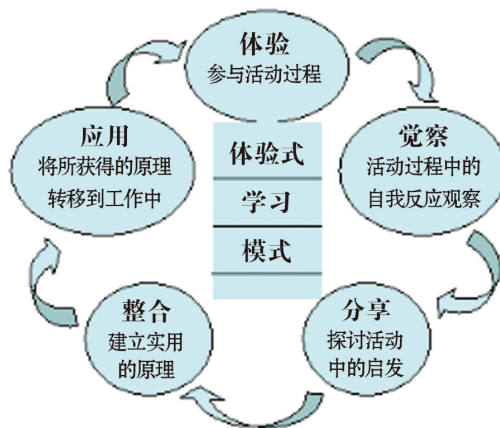 体验
参与活动过程
觉察
活动过程中的
自我反应观察
分享
探讨活动
中的启发
整合
建立实用
的原理
应用
将所获得的原理
转移到工作中
体验式
学习
模式